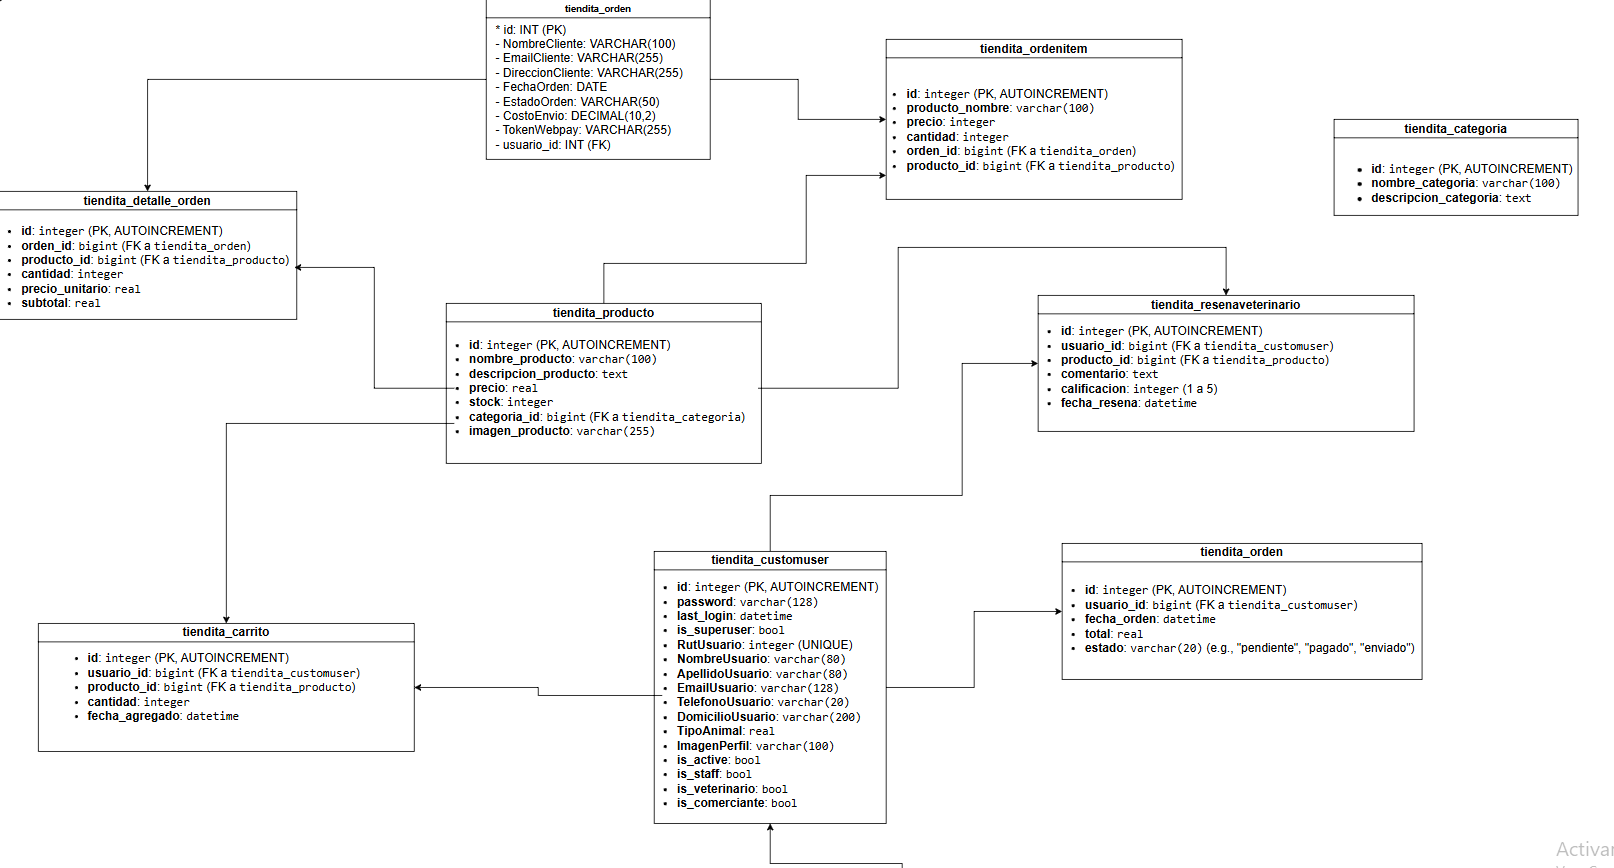 tiendita_orden
* id: INT (PK)
- NombreCliente: VARCHAR(100)
- EmailCliente: VARCHAR(255)
- DireccionCliente: VARCHAR(255)
- FechaOrden: DATE
- EstadoOrden: VARCHAR(50)
- CostoEnvio: DECIMAL(10,2)
- TokenWebpay: VARCHAR(255)
- usuario_id: INT (FK)
tiendita_ordenitem
• id: integer (PK, AUTOINCREMENT)
• producto_nombre: varchar(100)
• precio: integer
• cantidad: integer
• orden_id: bigint (FK a tiendita_orden)
• producto_id: bigint (FK a tiendita_producto)
tiendita_categoria
• id: integer (PK, AUTOINCREMENT)
• nombre_categoria: varchar(100)
• descripcion_categoria: text
tiendita_detalle_orden
• id: integer (PK, AUTOINCREMENT)
• orden_id: bigint (FK a tiendita_orden)
• producto_id: bigint (FK a tiendita_producto)
• cantidad: integer
• precio_unitario: real
• subtotal: real
tiendita_producto
• id: integer (PK, AUTOINCREMENT)
• nombre_producto: varchar(100)
• descripcion_producto: text
• precio: real
• stock: integer
• categoria_id: bigint (FK a tiendita_categoria)
• imagen_producto: varchar(255)
tiendita_resenaveterinario
• id: integer (PK, AUTOINCREMENT)
• usuario_id: bigint (FK a tiendita_customuser)
• producto_id: bigint (FK a tiendita_producto)
• comentario: text
• calificacion: integer (1 a 5)
• fecha_resena: datetime
tiendita_customuser
• id: integer (PK, AUTOINCREMENT)
• password: varchar(128)
• last_login: datetime
• is_superuser: bool
• RutUsuario: integer (UNIQUE)
• NombreUsuario: varchar(80)
• ApellidoUsuario: varchar(80)
• EmailUsuario: varchar(128)
• TelefonoUsuario: varchar(20)
• DomicilioUsuario: varchar(200)
• TipoAnimal: real
• ImagenPerfil: varchar(100)
• is_active: bool
• is_staff: bool
• is_veterinario: bool
• is_comerciante: bool
tiendita_orden
• id: integer (PK, AUTOINCREMENT)
• usuario_id: bigint (FK a tiendita_customuser)
• fecha_orden: datetime
• total: real
• estado: varchar(20) (e.g., "pendiente", "pagado", "enviado")
tiendita_carrito
• id: integer (PK, AUTOINCREMENT)
• usuario_id: bigint (FK a tiendita_customuser)
• producto_id: bigint (FK a tiendita_producto)
• cantidad: integer
• fecha_agregado: datetime
Activar